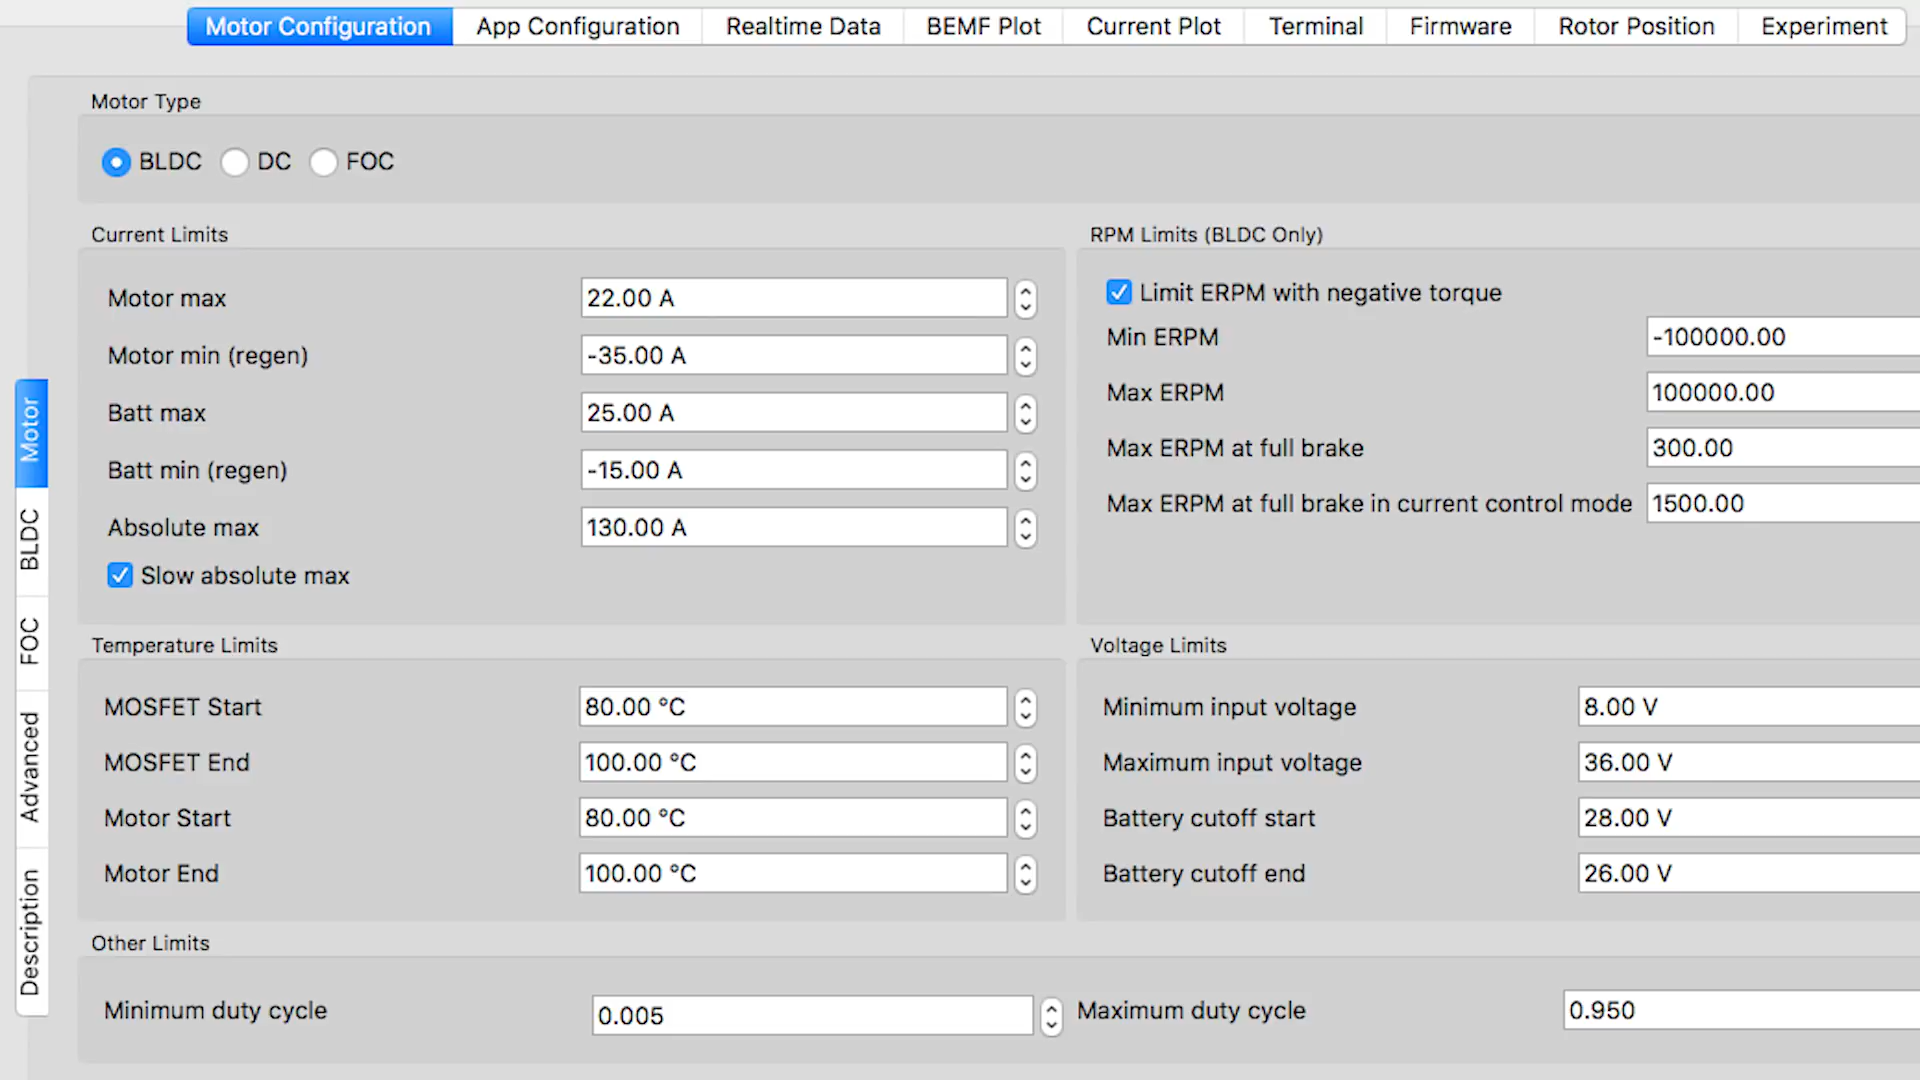 Motor Configuration App Configuration Realtime Data BEMF Plot Current Plot Terminal Firmware Rotor Position Experiment
Motor
BLDC
FOC
Advanced
Description
Motor Type
BLDC DC FOC
Current Limits
Motor max 22.00 A
Motor min (regen) -35.00 A
Batt max 25.00 A
Batt min (regen) -15.00 A
Absolute max 130.00 A
Slow absolute max
RPM Limits (BLDC Only)
Limit ERPM with negative torque
Min ERPM -100000.00
Max ERPM 100000.00
Max ERPM at full brake 300.00
Max ERPM at full brake in current control mode 1500.00
Temperature Limits
MOSFET Start 80.00 °C
MOSFET End 100.00 °C
Motor Start 80.00 °C
Motor End 100.00 °C
Voltage Limits
Minimum input voltage 8.00 V
Maximum input voltage 36.00 V
Battery cutoff start 28.00 V
Battery cutoff end 26.00 V
Other Limits
Minimum duty cycle 0.005 Maximum duty cycle 0.950